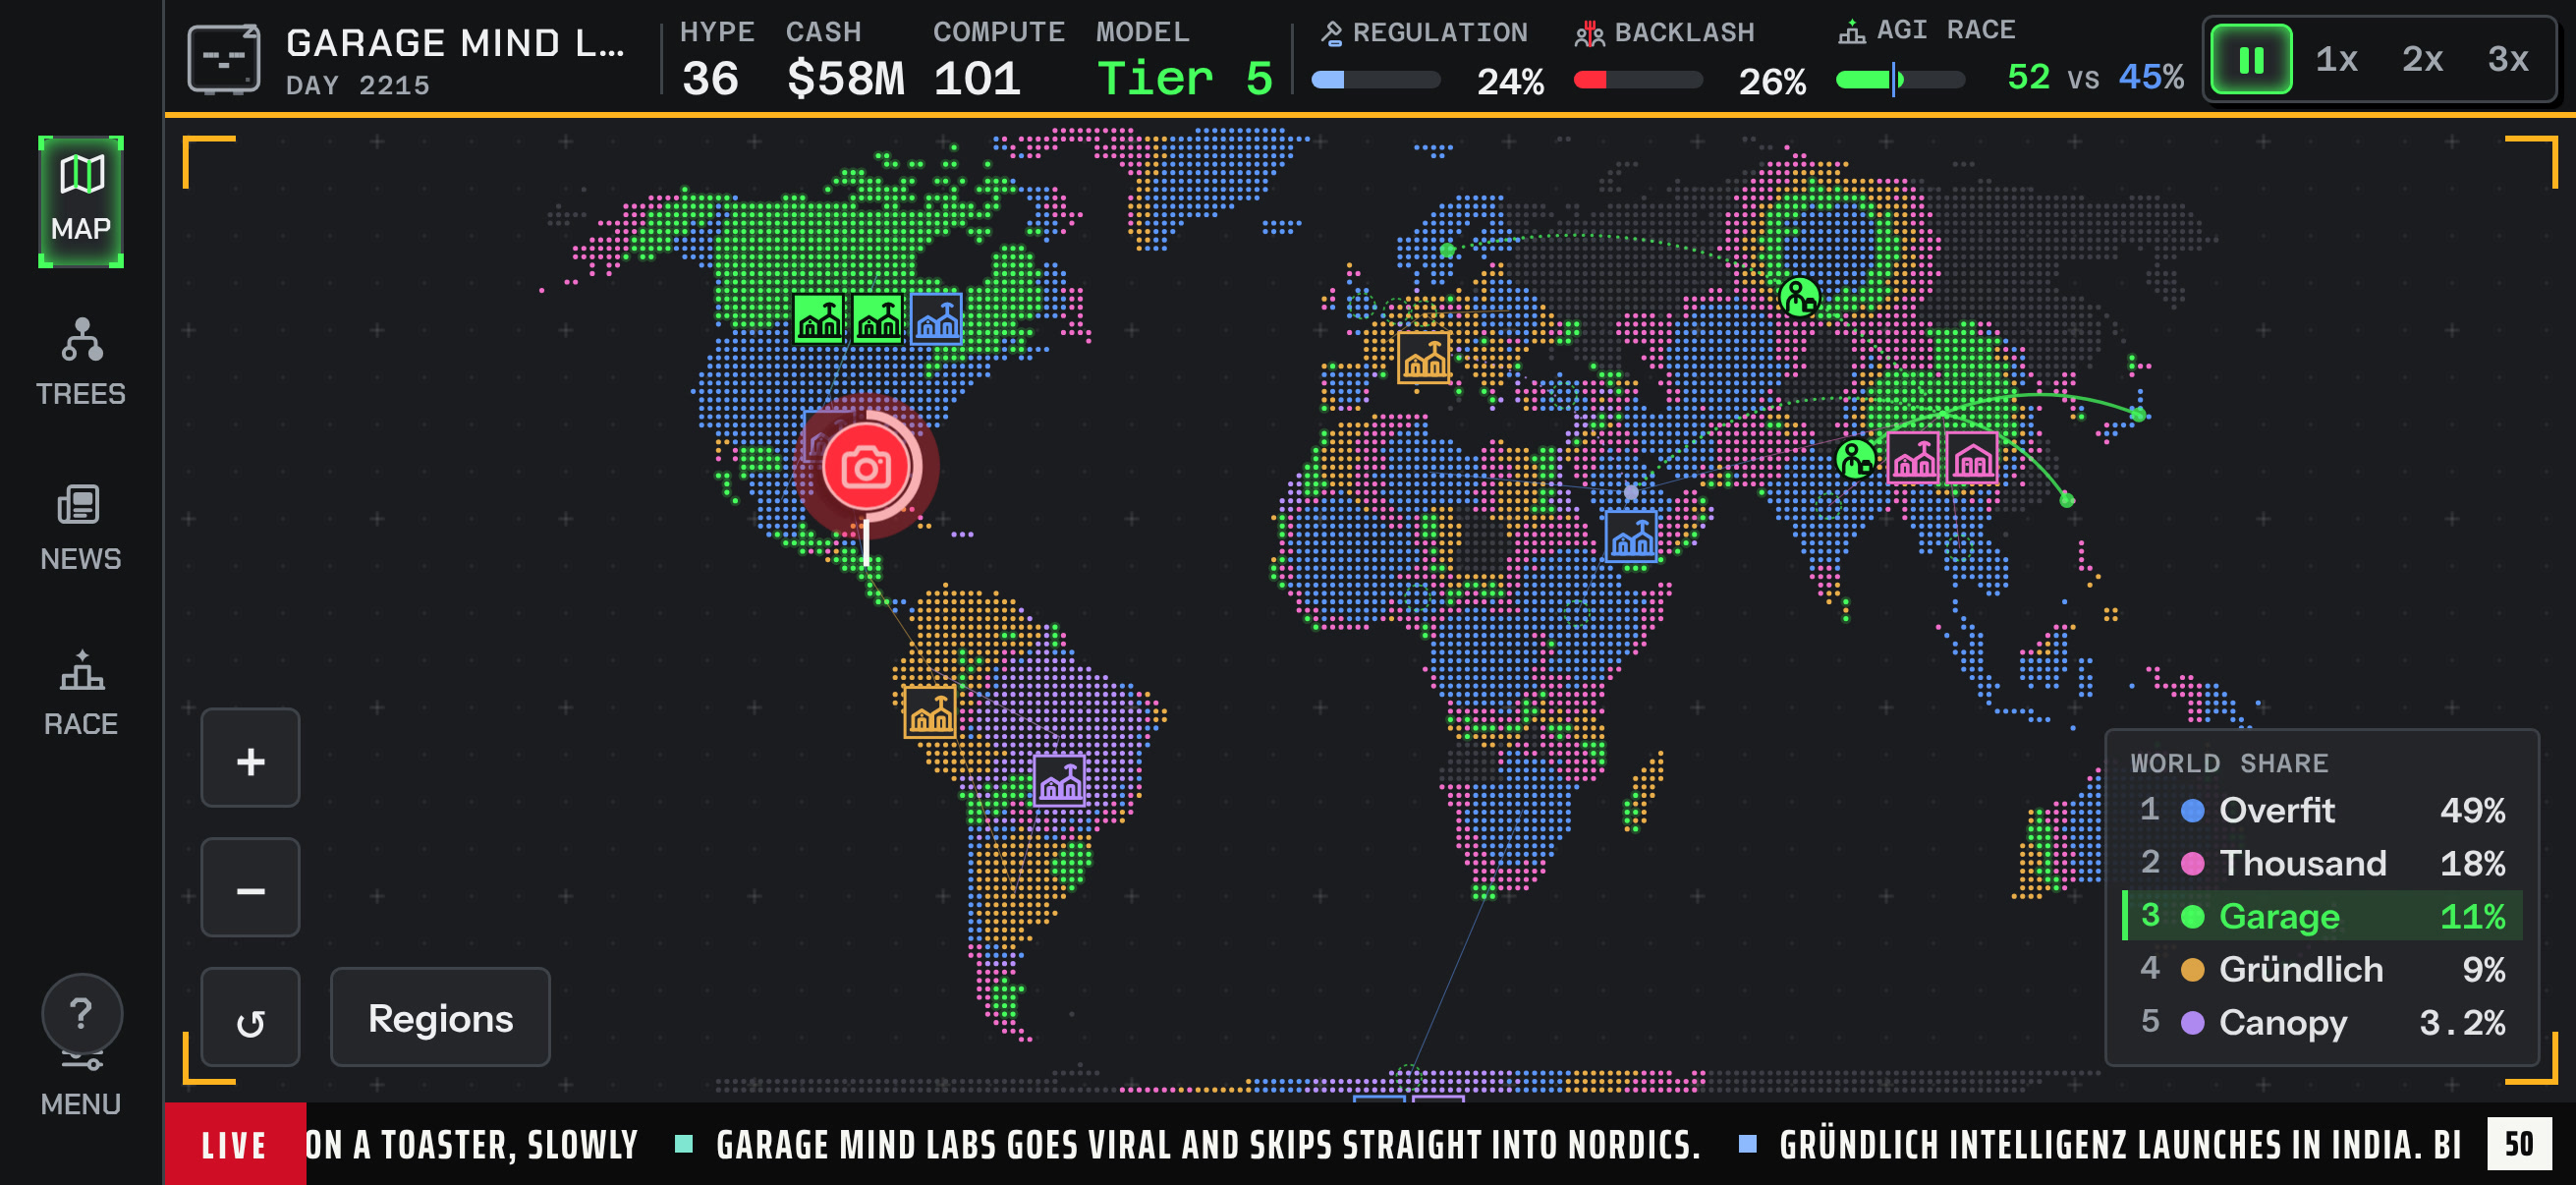 GARAGE MIND L...
DAY 2215
HYPE
36
CASH
$58M
COMPUTE
101
MODEL
Tier 5
REGULATION
24%
BACKLASH
26%
AGI RACE
52 VS 45%
1x
2x
3x
MAP
TREES
NEWS
RACE
?
MENU
+
−
↺
Regions
WORLD SHARE
1 Overfit 49%
2 Thousand 18%
3 Garage 11%
4 Gründlich 9%
5 Canopy 3.2%
LIVE
ON A TOASTER, SLOWLY ■ GARAGE MIND LABS GOES VIRAL AND SKIPS STRAIGHT INTO NORDICS. ■ GRÜNDLICH INTELLIGENZ LAUNCHES IN INDIA. BI
50